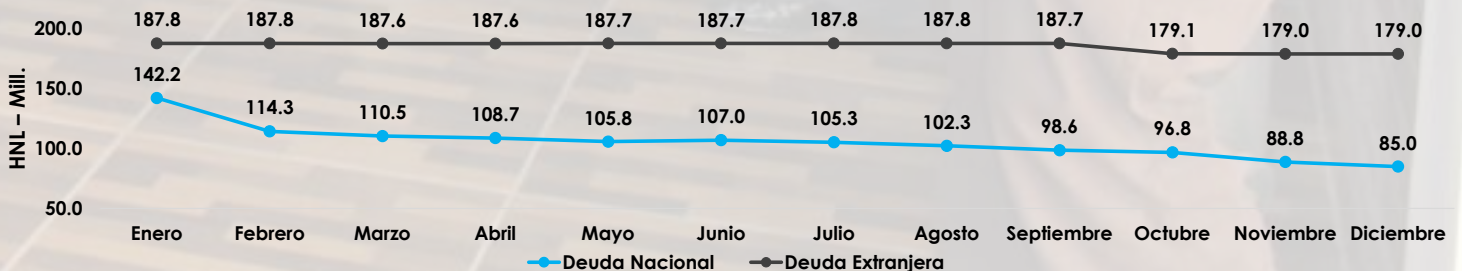 187.8 187.8 187.6 187.6 187.7 187.7 187.8 187.8 187.7 179.1 179.0 179.0
200.0
142.2
150.0
114.3 110.5 108.7 105.8 107.0 105.3 102.3 98.6 96.8 88.8 85.0
100.0
50.0
HNL – Mill.
Enero Febrero Marzo Abril Mayo Junio Julio Agosto Septiembre Octubre Noviembre Diciembre
Deuda Nacional Deuda Extranjera